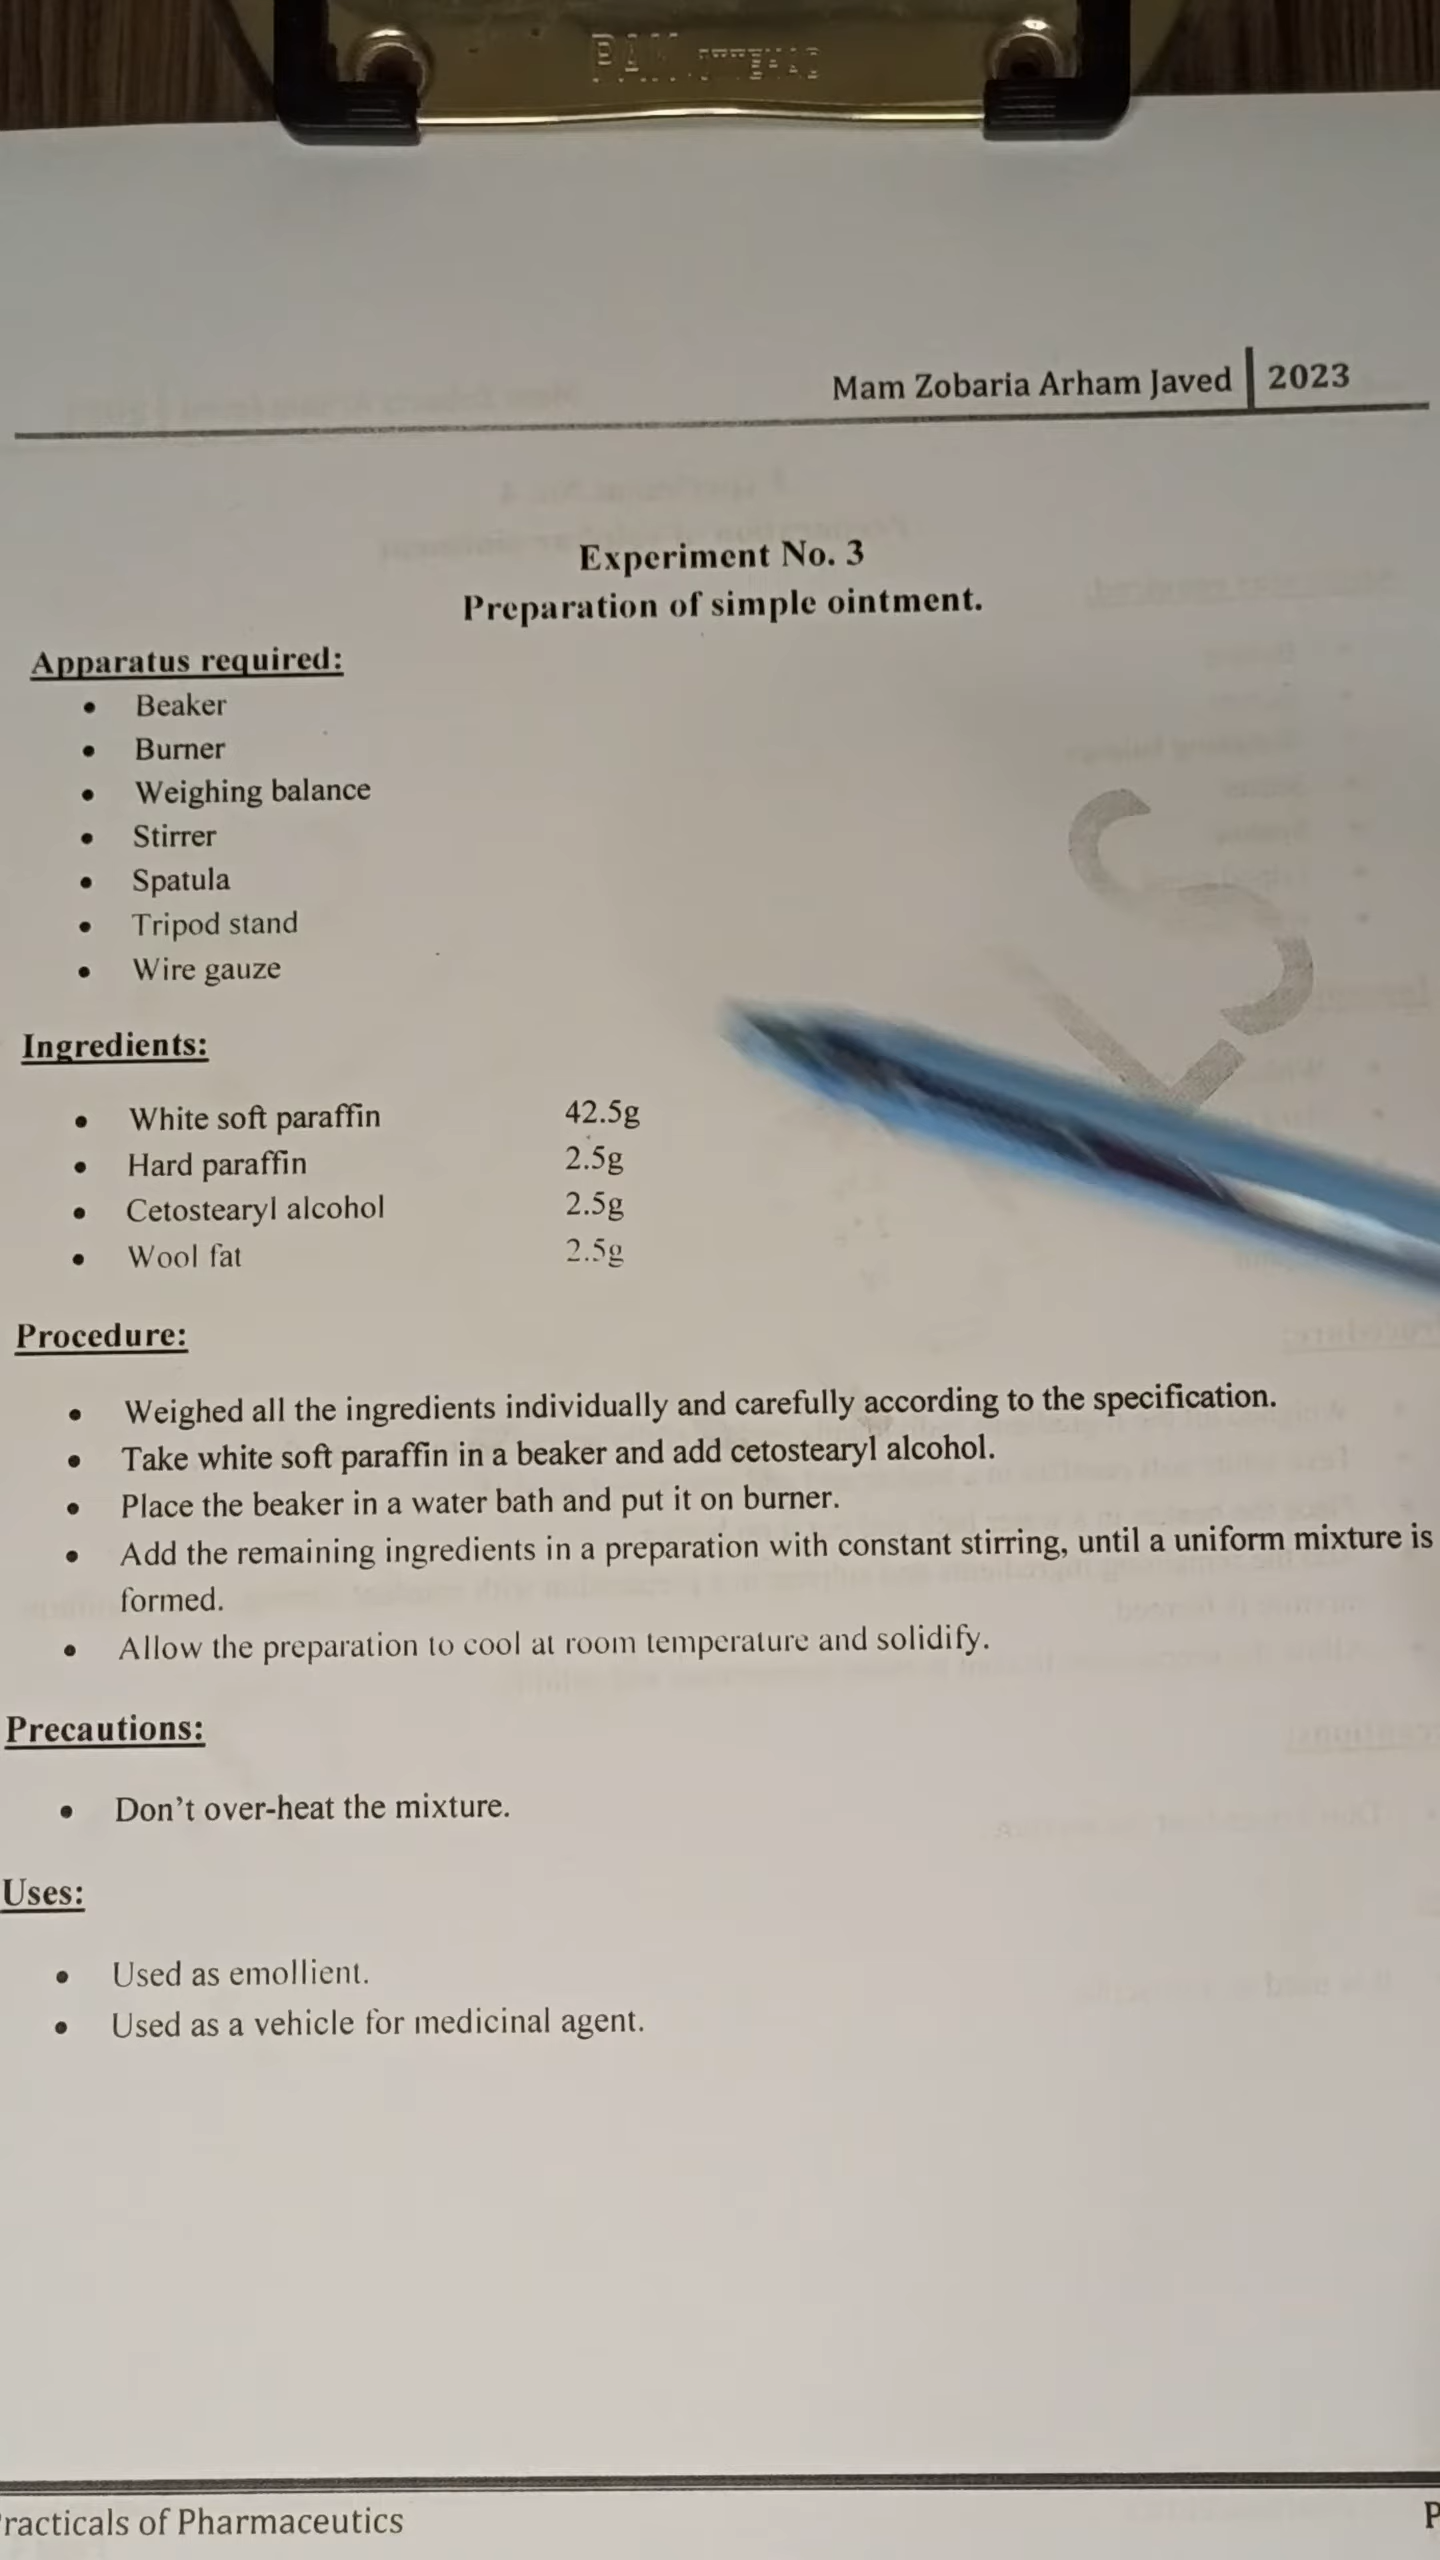 Mam Zobaria Arham Javed 2023
Experiment No. 3
Preparation of simple ointment.
Apparatus required:
• Beaker
• Burner
• Weighing balance
• Stirrer
• Spatula
• Tripod stand
• Wire gauze
Ingredients:
• White soft paraffin 42.5g
• Hard paraffin 2.5g
• Cetostearyl alcohol 2.5g
• Wool fat 2.5g
Procedure:
• Weighed all the ingredients individually and carefully according to the specification.
• Take white soft paraffin in a beaker and add cetostearyl alcohol.
• Place the beaker in a water bath and put it on burner.
• Add the remaining ingredients in a preparation with constant stirring, until a uniform mixture is
formed.
• Allow the preparation to cool at room temperature and solidify.
Precautions:
• Don't over-heat the mixture.
Uses:
• Used as emollient.
• Used as a vehicle for medicinal agent.
racticals of Pharmaceutics P